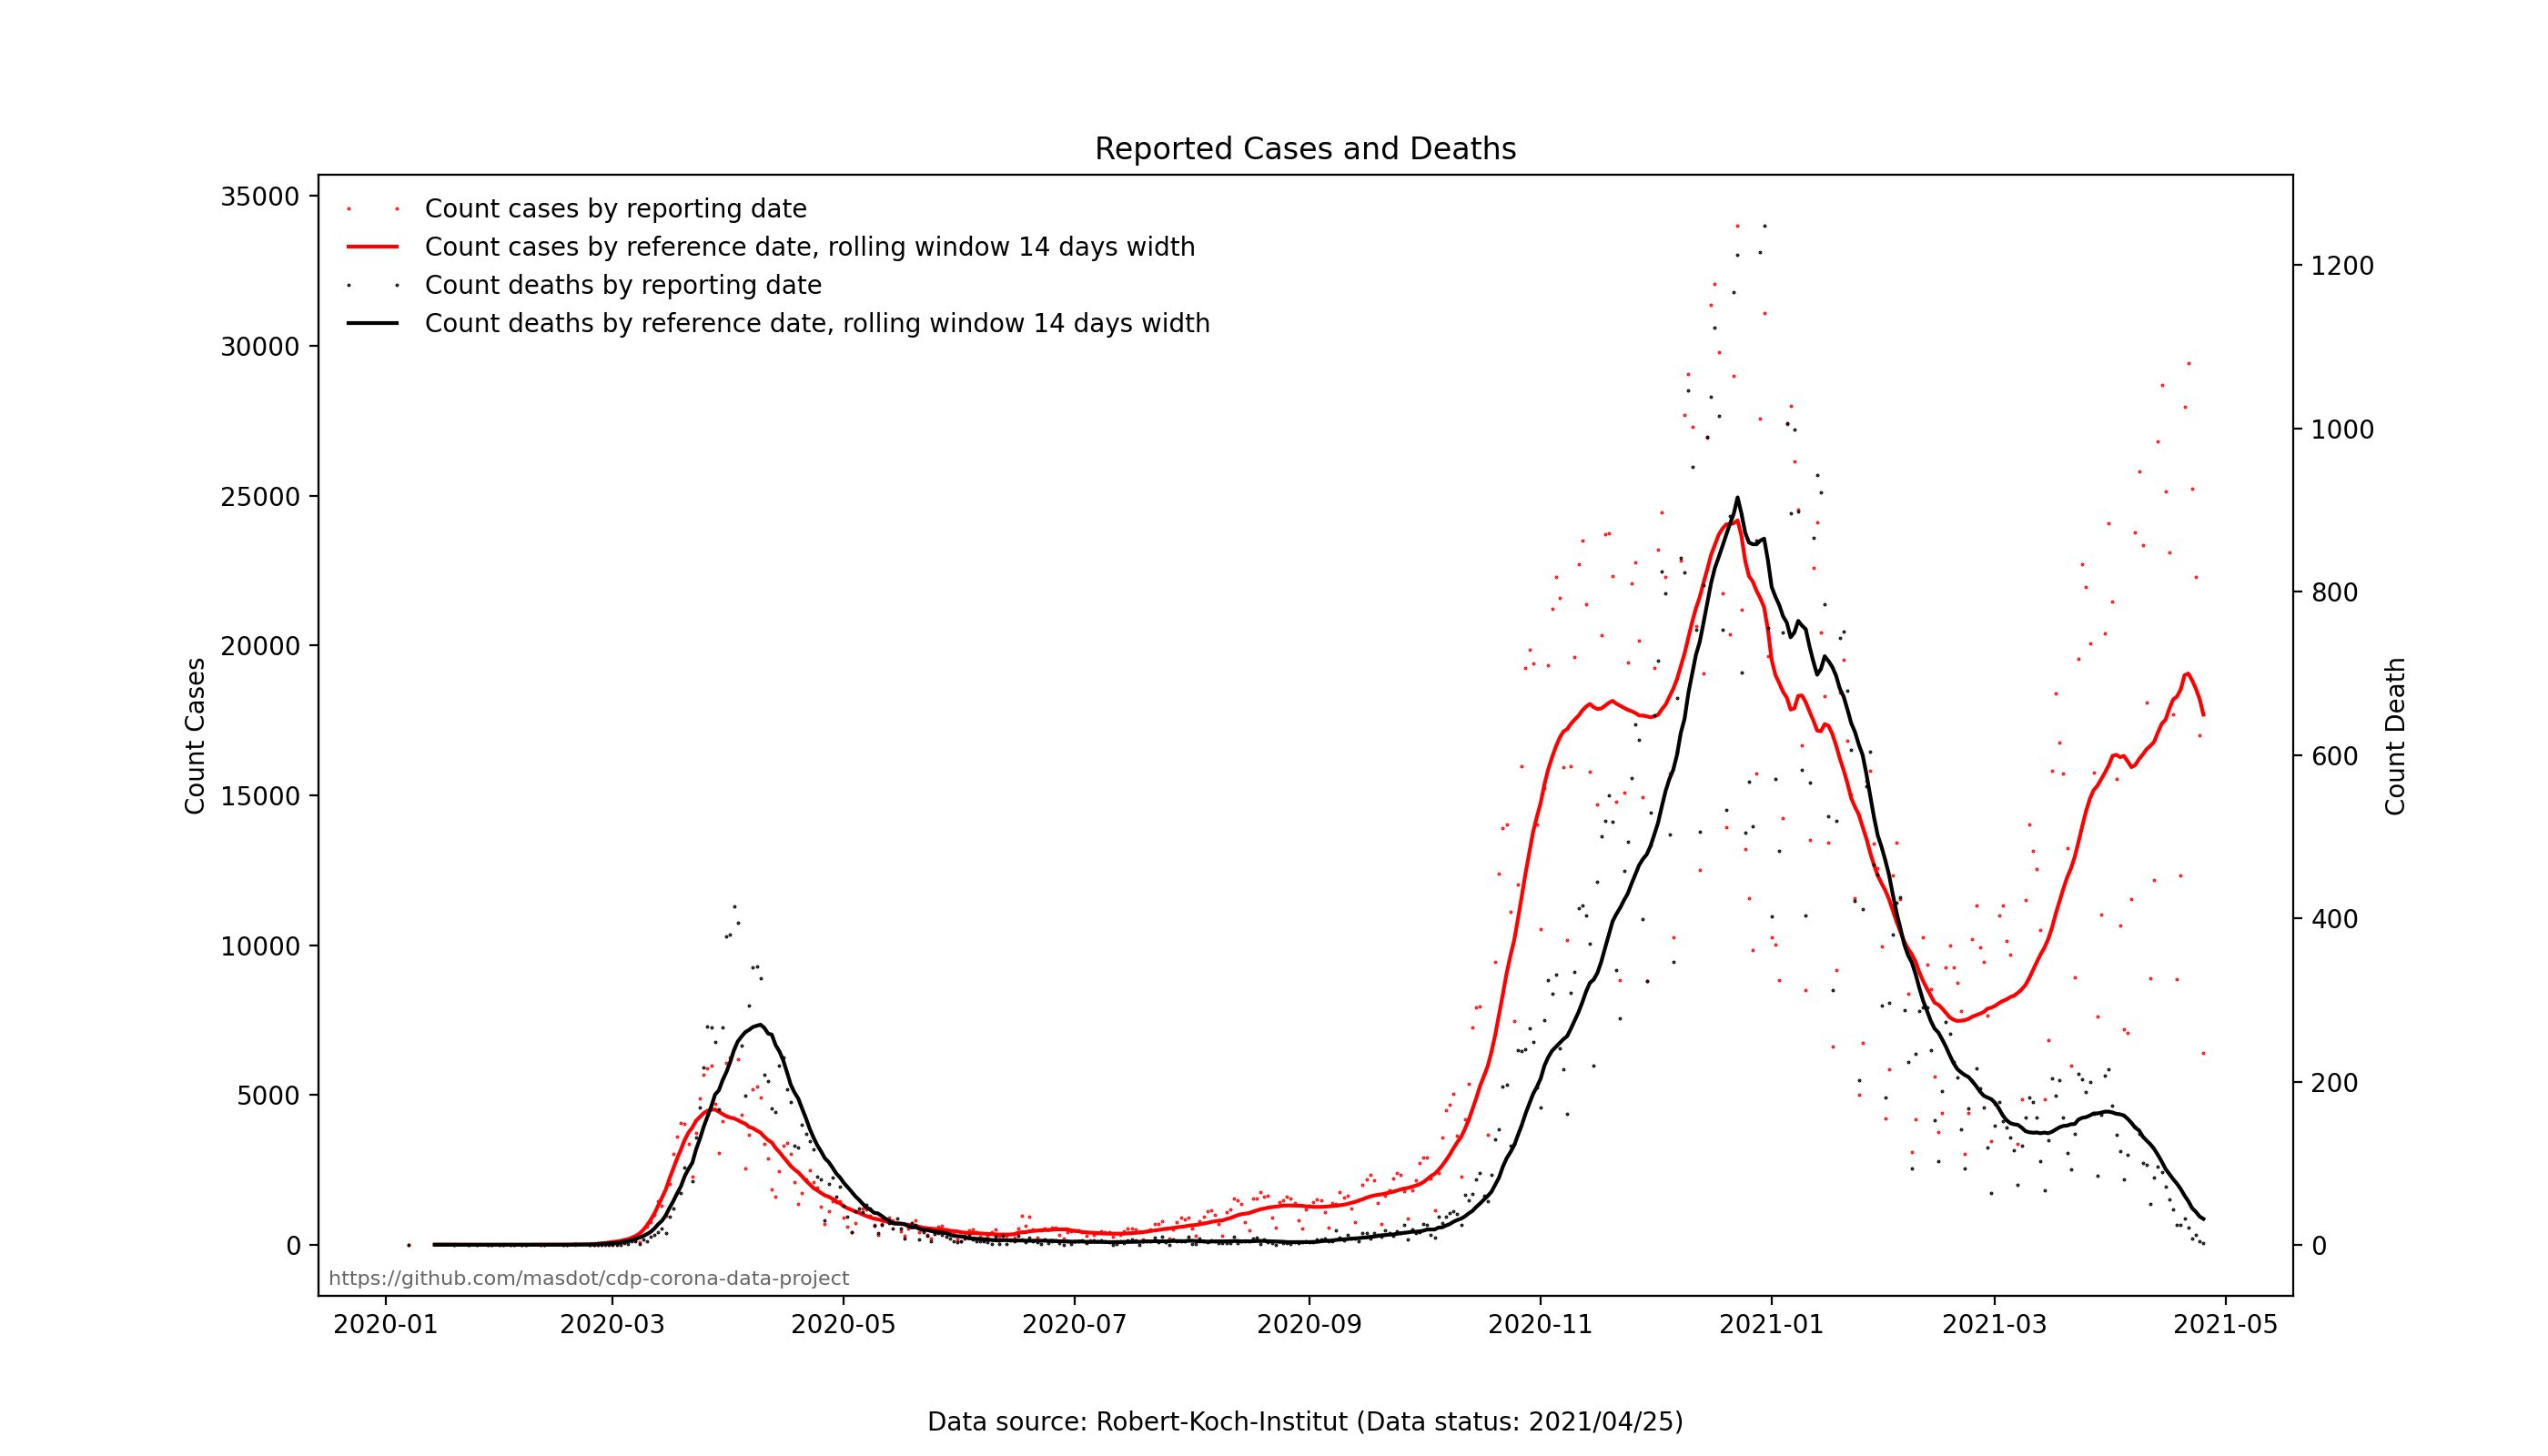 Reported Cases and Deaths
Count cases by reporting date
Count cases by reference date, rolling window 14 days width
Count deaths by reporting date
Count deaths by reference date, rolling window 14 days width
35000
30000
25000
20000
15000
10000
5000
0
Count Cases
1200
1000
800
600
400
200
0
Count Death
https://github.com/masdot/cdp-corona-data-project
2020-01 2020-03 2020-05 2020-07 2020-09 2020-11 2021-01 2021-03 2021-05
Data source: Robert-Koch-Institut (Data status: 2021/04/25)